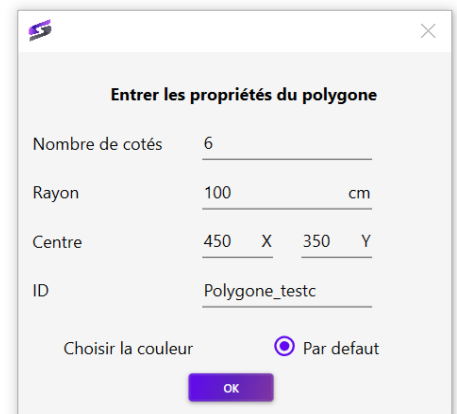 Entrer les propriétés du polygone
Nombre de cotés 6
Rayon 100 cm
Centre 450 X 350 Y
ID Polygone_testc
Choisir la couleur Par defaut
OK